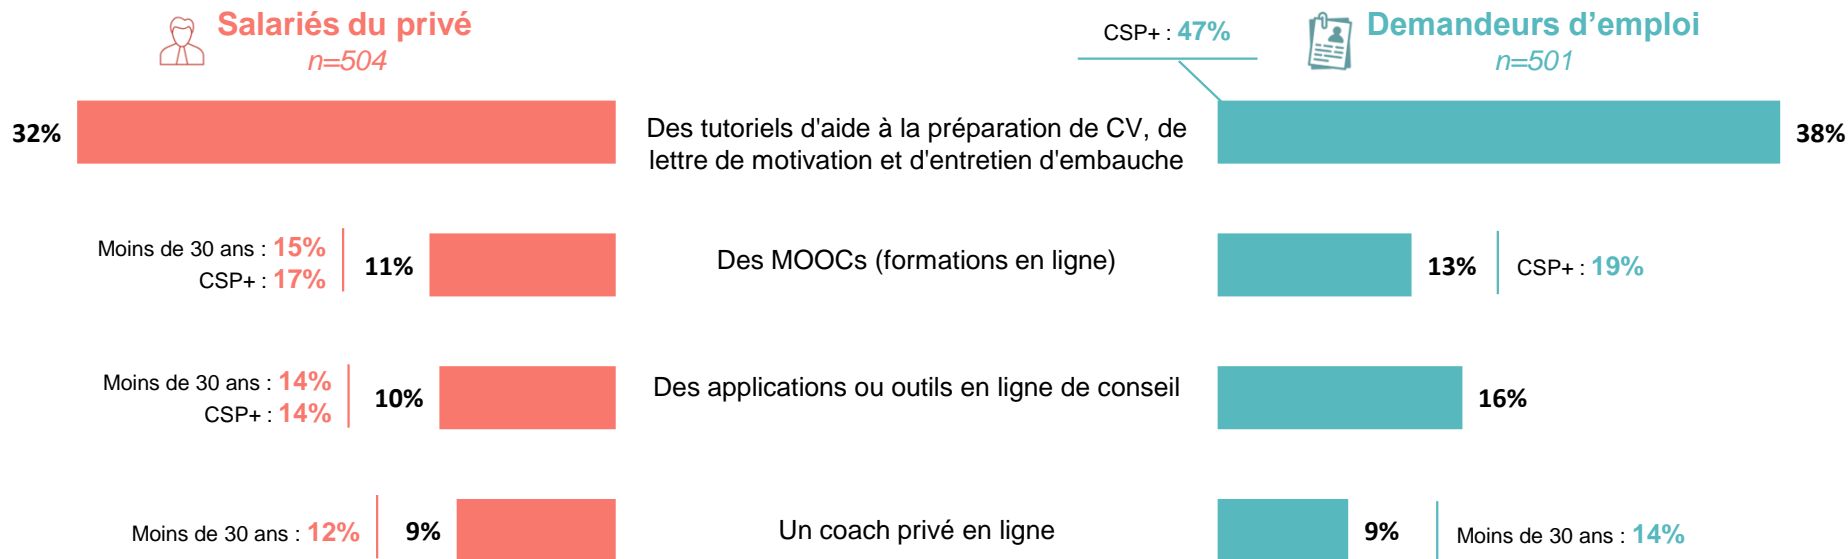 Salariés du privé
n=504
CSP+ : 47%
Demandeurs d'emploi
n=501
32%
Des tutoriels d'aide à la préparation de CV, de
lettre de motivation et d'entretien d'embauche
38%
Moins de 30 ans : 15%
CSP+ : 17%
11%
Des MOOCs (formations en ligne)
13%
CSP+ : 19%
Moins de 30 ans : 14%
CSP+ : 14%
10%
Des applications ou outils en ligne de conseil
16%
Moins de 30 ans : 12%
9%
Un coach privé en ligne
9%
Moins de 30 ans : 14%